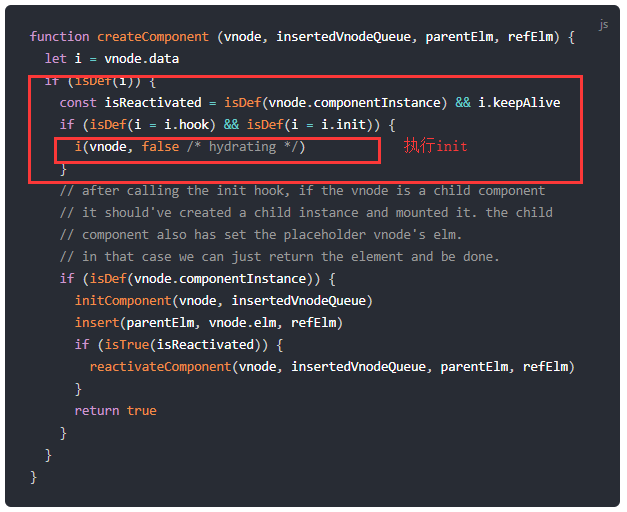 js
function createComponent (vnode, insertedVnodeQueue, parentElm, refElm) {
  let i = vnode.data
  if (isDef(i)) {
    const isReactivated = isDef(vnode.componentInstance) && i.keepAlive
    if (isDef(i = i.hook) && isDef(i = i.init)) {
      i(vnode, false /* hydrating */) 执行init
    }
    // after calling the init hook, if the vnode is a child component
    // it should've created a child instance and mounted it. the child
    // component also has set the placeholder vnode's elm.
    // in that case we can just return the element and be done.
    if (isDef(vnode.componentInstance)) {
      initComponent(vnode, insertedVnodeQueue)
      insert(parentElm, vnode.elm, refElm)
      if (isTrue(isReactivated)) {
        reactivateComponent(vnode, insertedVnodeQueue, parentElm, refElm)
      }
      return true
    }
  }
}